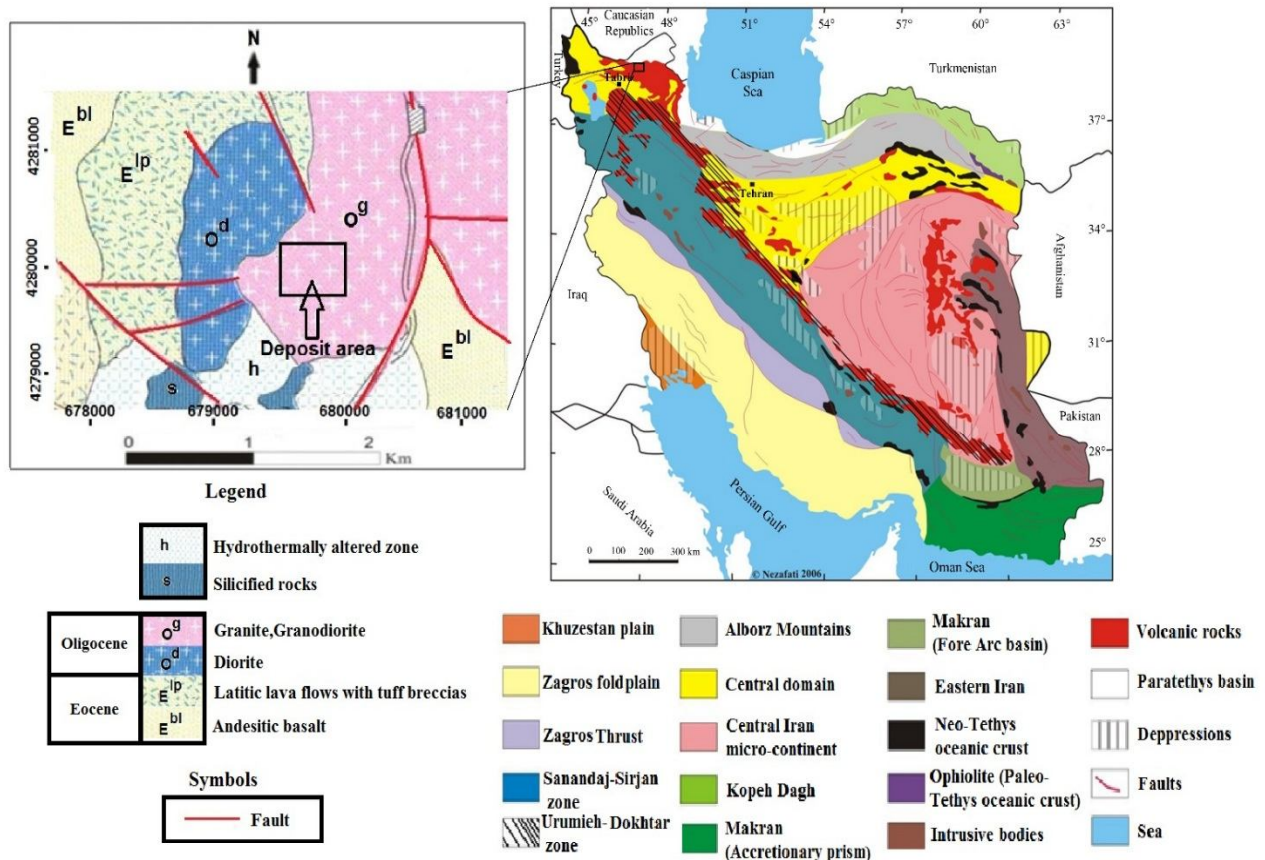 N
E bl
E lp
O d
O g
Deposit area
E bl
h
s
4281000
4280000
4279000
678000
679000
680000
681000
0
1
2
Km
45°
48°
51°
54°
57°
60°
63°
Caucasian
Republics
Turkey
Tabriz
Caspian
Sea
Turkmenistan
37°
Tehran
34°
Afghanistan
Iraq
31°
Pakistan
28°
Saudi Arabia
Persian Gulf
25°
Oman Sea
0 100 200 300 km
© Nezafati 2006
45
48
51
54
57
60
Legend
h Hydrothermally altered zone
s Silicified rocks
Oligocene
O g Granite,Granodiorite
O d Diorite
Eocene
E lp Latitic lava flows with tuff breccias
E bl Andesitic basalt
Symbols
Fault
Khuzestan plain
Zagros foldplain
Zagros Thrust
Sanandaj-Sirjan
zone
Urumieh-Dokhtar
zone
Alborz Mountains
Central domain
Central Iran
micro-continent
Kopeh Dagh
Makran
(Accretionary prism)
Makran
(Fore Arc basin)
Eastern Iran
Neo-Tethys
oceanic crust
Ophiolite (Paleo-
Tethys oceanic crust)
Intrusive bodies
Volcanic rocks
Paratethys basin
Deppressions
Faults
Sea